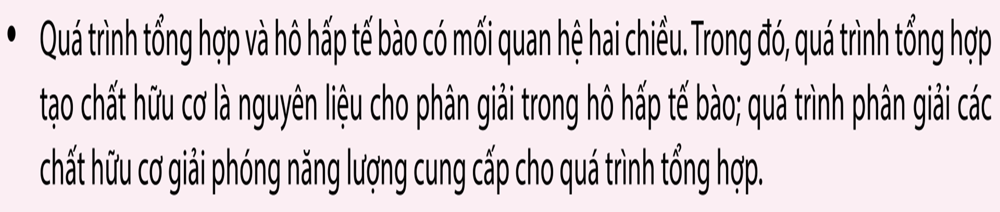 • Quá trình tổng hợp và hô hấp tế bào có mối quan hệ hai chiều. Trong đó, quá trình tổng hợp
tạo chất hữu cơ là nguyên liệu cho phân giải trong hô hấp tế bào; quá trình phân giải các
chất hữu cơ giải phóng năng lượng cung cấp cho quá trình tổng hợp.